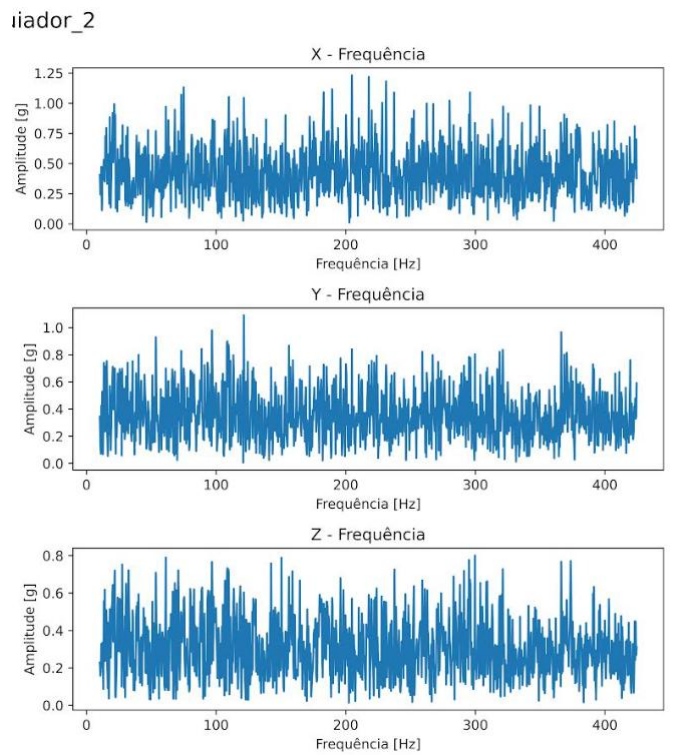 iador_2
X - Frequência
Amplitude [g]
1.25
1.00
0.75
0.50
0.25
0.00
0 100 200 300 400
Frequência [Hz]
Y - Frequência
Amplitude [g]
1.0
0.8
0.6
0.4
0.2
0.0
0 100 200 300 400
Frequência [Hz]
Z - Frequência
Amplitude [g]
0.8
0.6
0.4
0.2
0.0
0 100 200 300 400
Frequência [Hz]